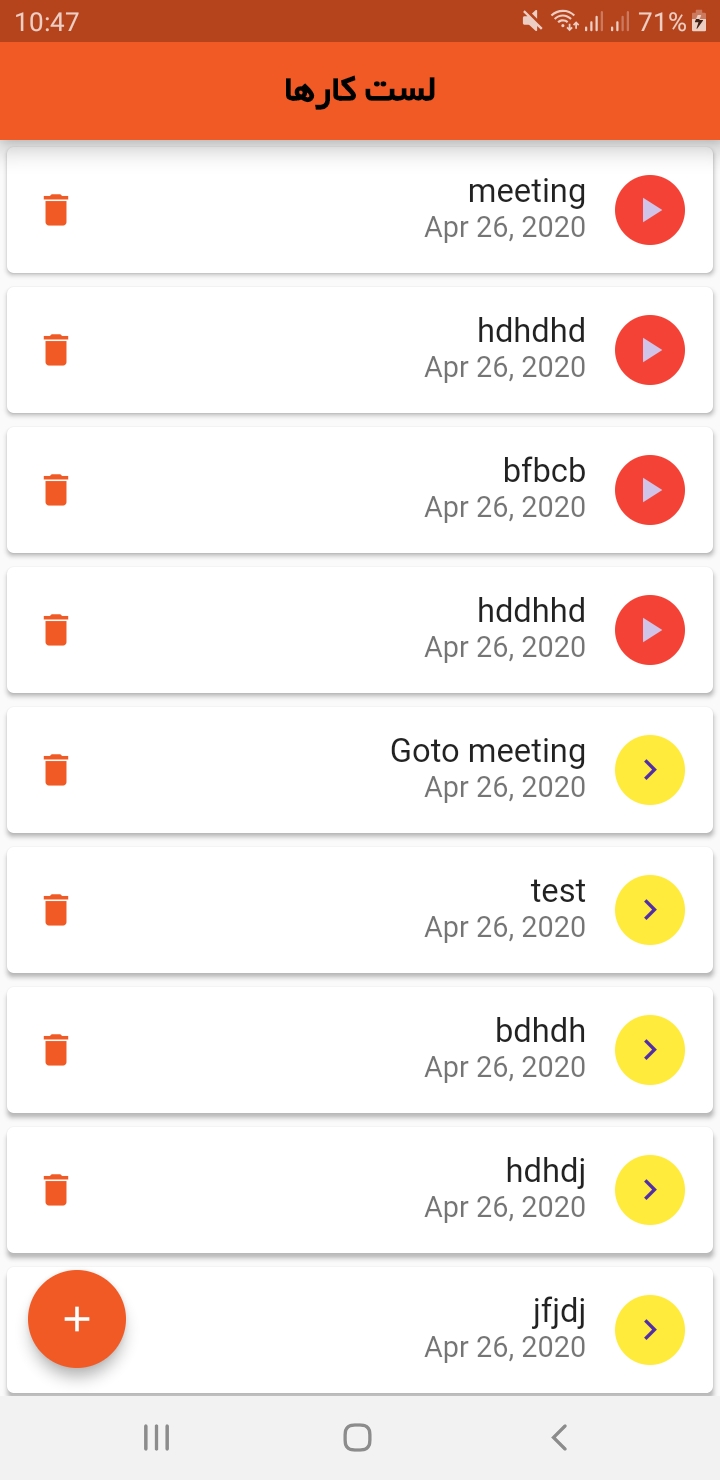 10:47
71%
لست کارها
meeting
Apr 26, 2020
hdhdhd
Apr 26, 2020
bfbcb
Apr 26, 2020
hddhhd
Apr 26, 2020
Goto meeting
Apr 26, 2020
test
Apr 26, 2020
bdhdh
Apr 26, 2020
hdhdj
Apr 26, 2020
jfjdj
Apr 26, 2020